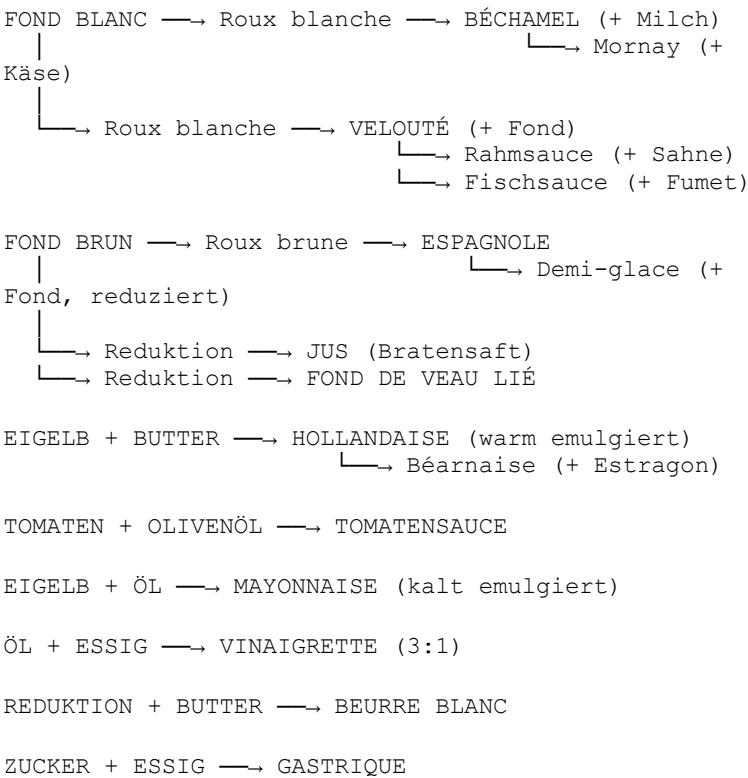 FOND BLANC ──→ Roux blanche ──→ BÉCHAMEL (+ Milch)
│ └──→ Mornay (+
Käse)
│
└──→ Roux blanche ──→ VELOUTÉ (+ Fond)
└──→ Rahmsauce (+ Sahne)
└──→ Fischsauce (+ Fumet)
FOND BRUN ──→ Roux brune ──→ ESPAGNOLE
│ └──→ Demi-glace (+
Fond, reduziert)
│
└──→ Reduktion ──→ JUS (Bratensaft)
└──→ Reduktion ──→ FOND DE VEAU LIÉ
EIGELB + BUTTER ──→ HOLLANDAISE (warm emulgiert)
└──→ Béarnaise (+ Estragon)
TOMATEN + OLIVENÖL ──→ TOMATENSAUCE
EIGELB + ÖL ──→ MAYONNAISE (kalt emulgiert)
ÖL + ESSIG ──→ VINAIGRETTE (3:1)
REDUKTION + BUTTER ──→ BEURRE BLANC
ZUCKER + ESSIG ──→ GASTRIQUE